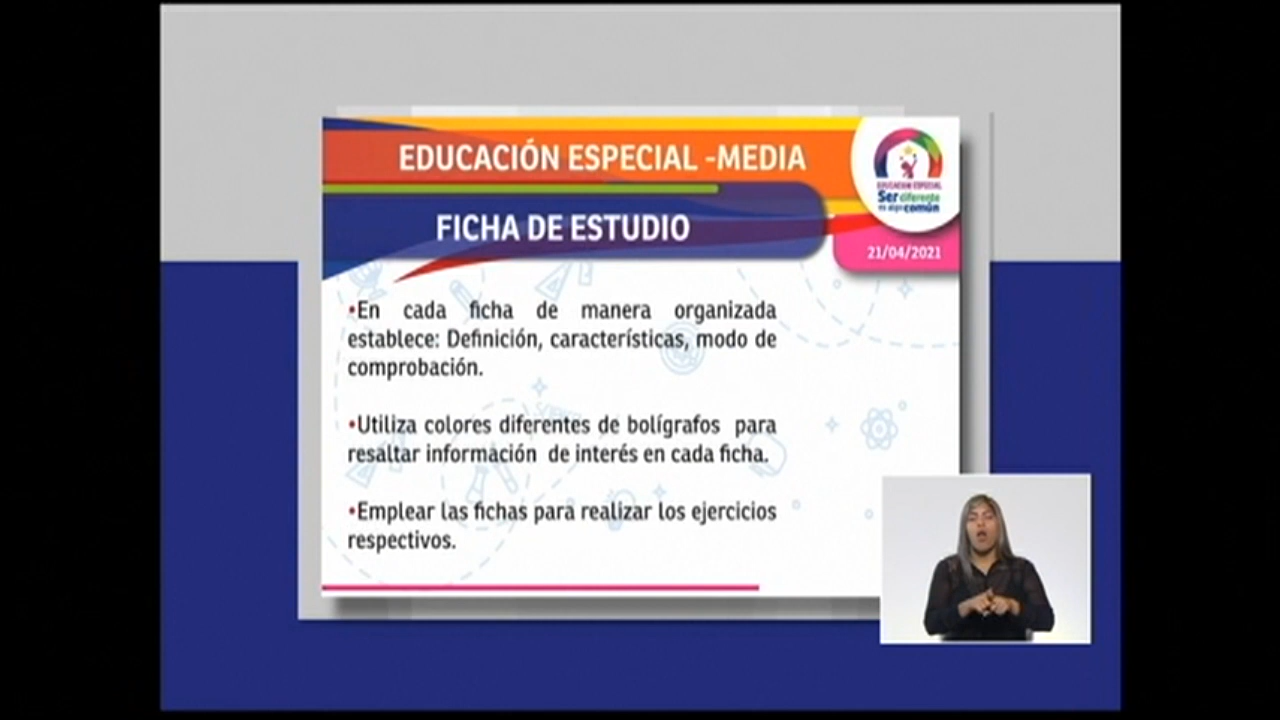 EDUCACIÓN ESPECIAL -MEDIA
FICHA DE ESTUDIO
EDUCACIÓN ESPECIAL
Ser diferente
es algo común
21/04/2021
•En cada ficha de manera organizada
establece: Definición, características, modo de
comprobación.
•Utiliza colores diferentes de bolígrafos para
resaltar información de interés en cada ficha.
•Emplear las fichas para realizar los ejercicios
respectivos.